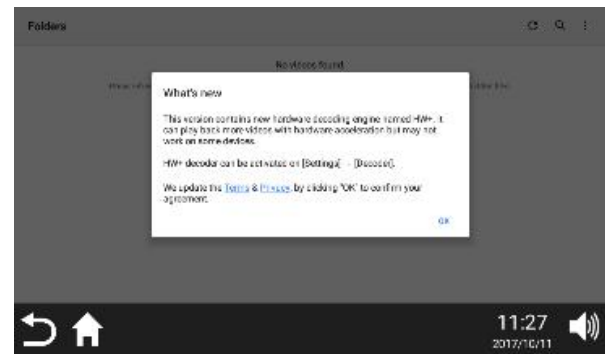 Folders
No videos found.
What's new
This version contains new hardware decoding engine named HW+. It
can play back more videos with hardware acceleration but may not
work on some devices.
HW+ decoder can be activated on [Settings] → [Decoder].
We update the Terms & Privacy, by clicking "OK" to confirm your
agreement.
OK
11:27
2017/10/11